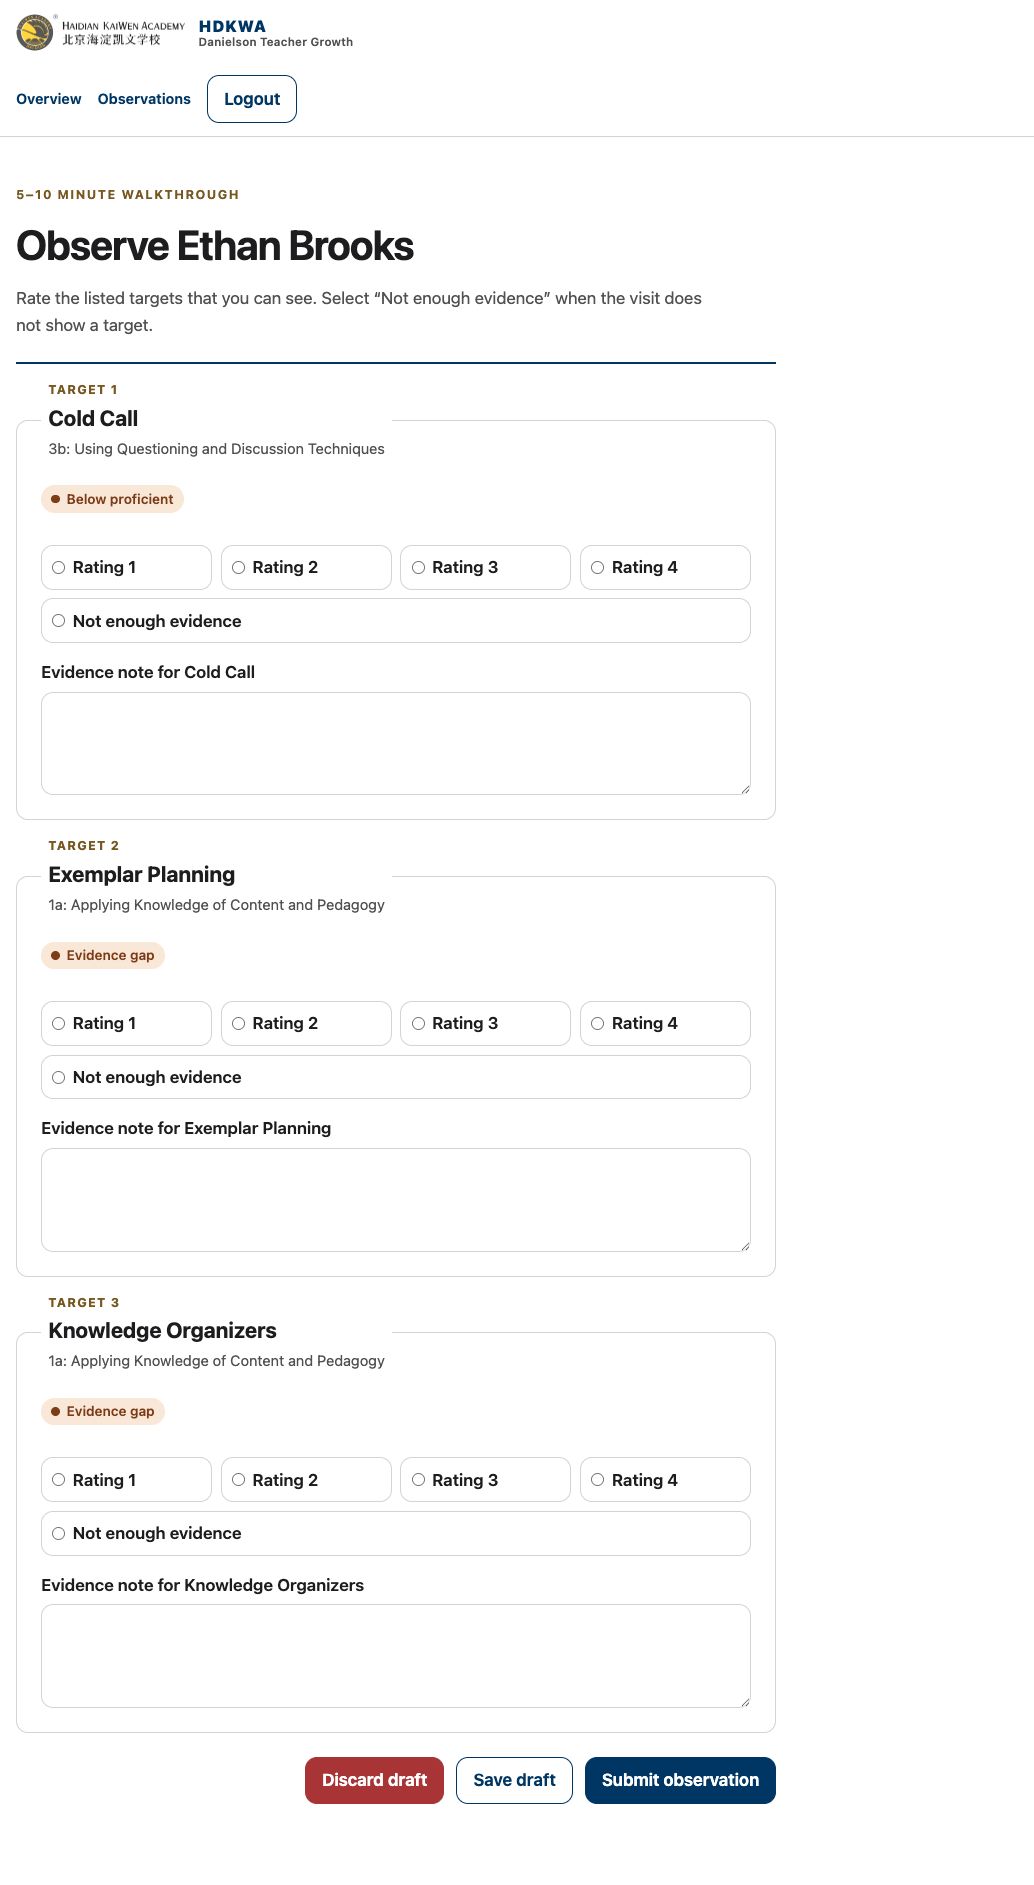 HAIDIAN KAIWEN ACADEMY
北京海淀凯文学校
HDKWA
Danielson Teacher Growth
Overview
Observations
Logout
5–10 MINUTE WALKTHROUGH
Observe Ethan Brooks
Rate the listed targets that you can see. Select “Not enough evidence” when the visit does
not show a target.
TARGET 1
Cold Call
3b: Using Questioning and Discussion Techniques
Below proficient
Rating 1
Rating 2
Rating 3
Rating 4
Not enough evidence
Evidence note for Cold Call
TARGET 2
Exemplar Planning
1a: Applying Knowledge of Content and Pedagogy
Evidence gap
Rating 1
Rating 2
Rating 3
Rating 4
Not enough evidence
Evidence note for Exemplar Planning
TARGET 3
Knowledge Organizers
1a: Applying Knowledge of Content and Pedagogy
Evidence gap
Rating 1
Rating 2
Rating 3
Rating 4
Not enough evidence
Evidence note for Knowledge Organizers
Discard draft
Save draft
Submit observation